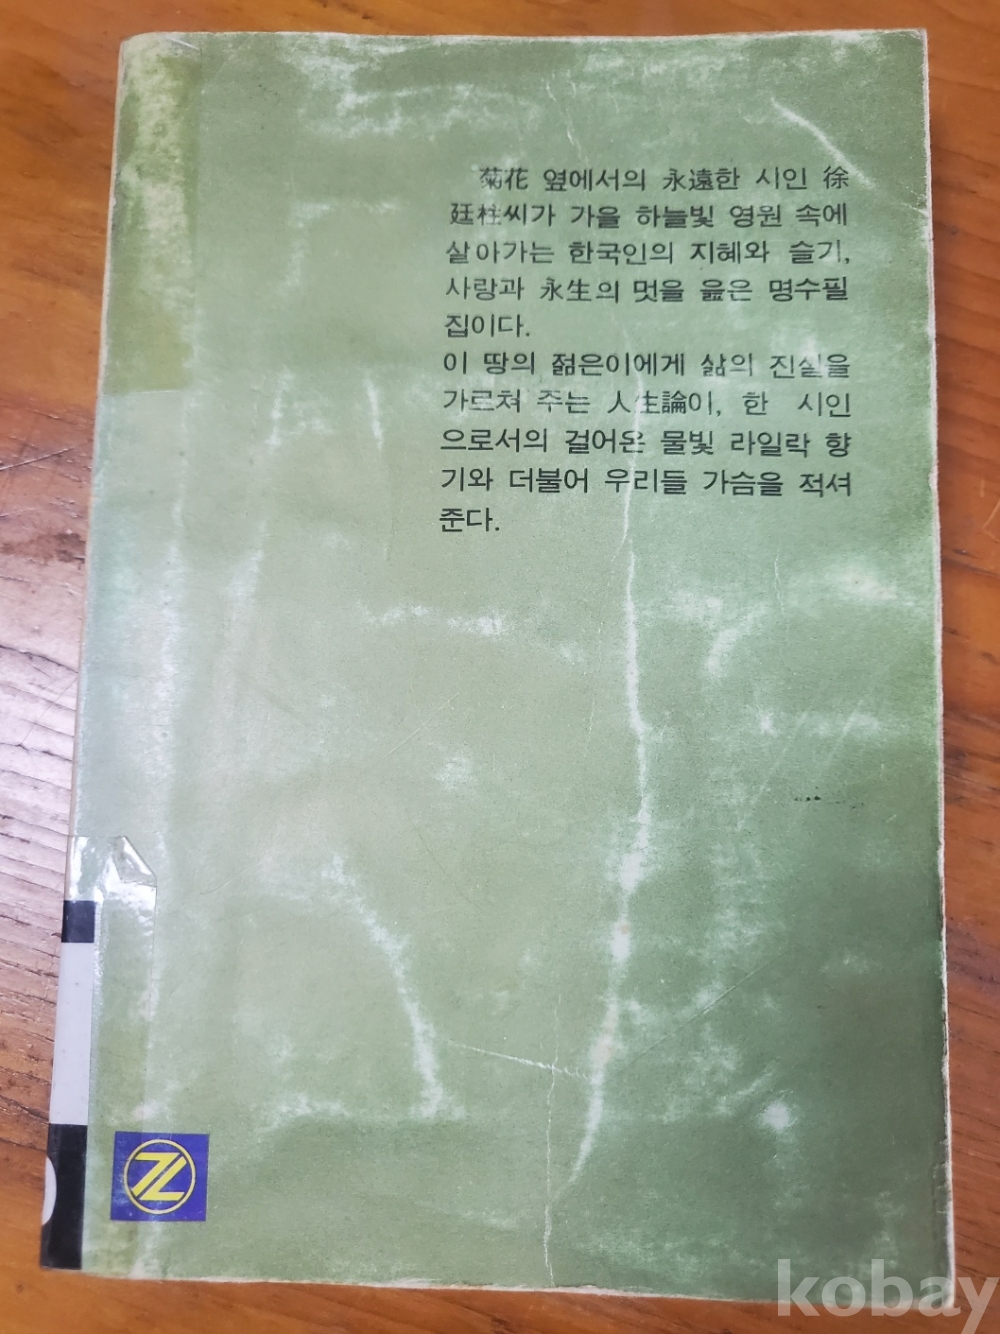 菊花 옆에서의 永遠한 시인 徐
廷柱씨가 가을 하늘빛 영원 속에
살아가는 한국인의 지혜와 슬기,
사랑과 永生의 멋을 읊은 명수필
집이다.
이 땅의 젊은이에게 삶의 진실을
가르쳐 주는 人生論이, 한 시인
으로서의 걸어온 물빛 라일락 향
기와 더불어 우리들 가슴을 적셔
준다.
kobay